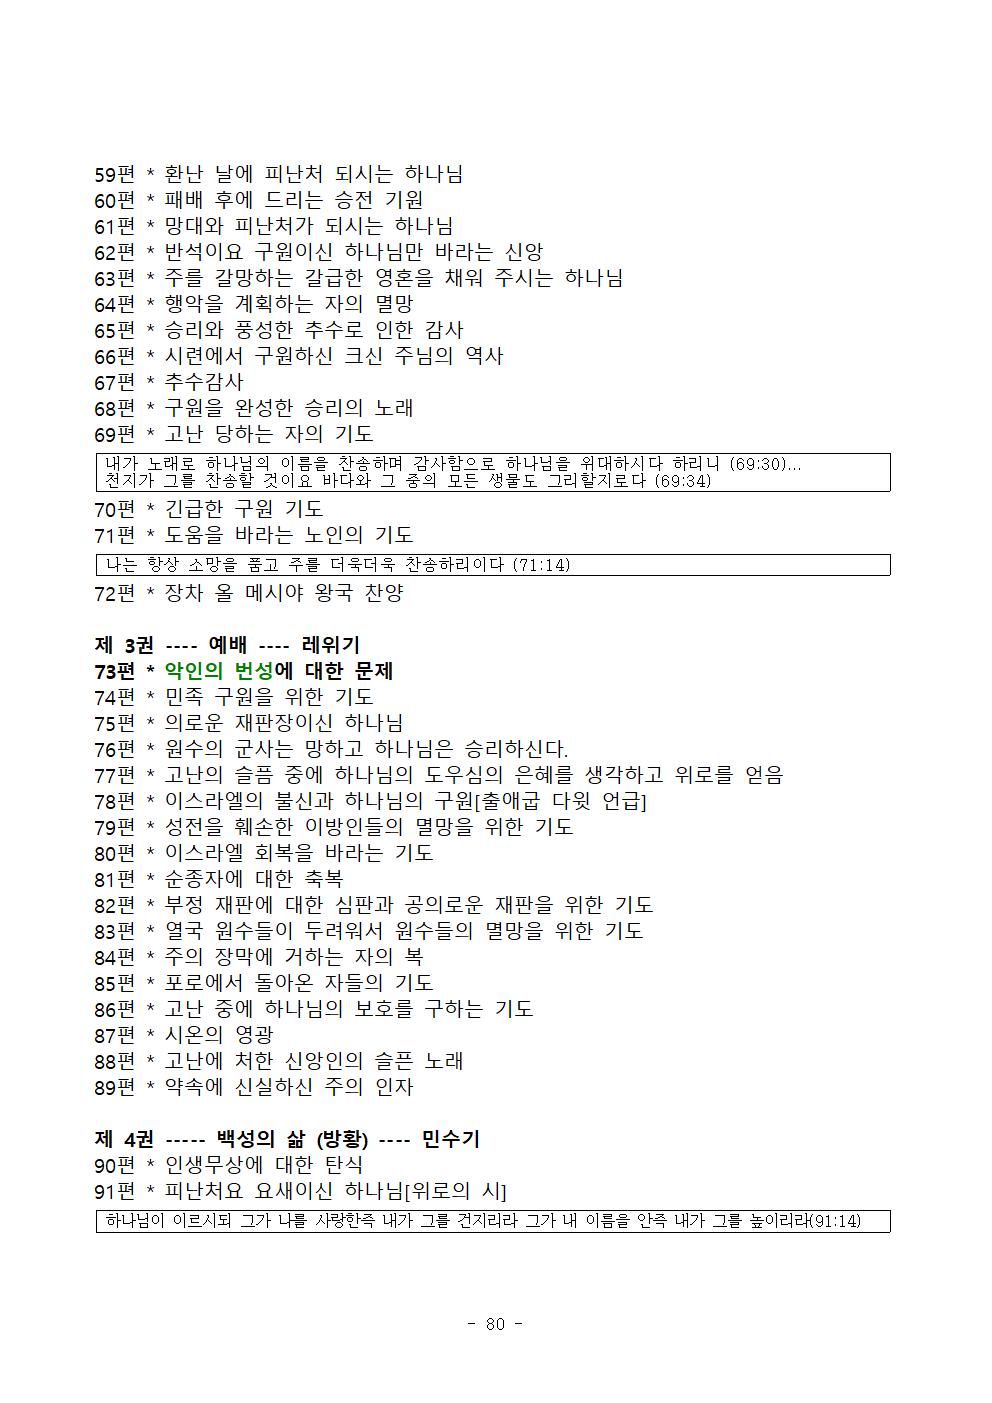 59편 * 환난 날에 피난처 되시는 하나님
60편 * 패배 후에 드리는 승전 기원
61편 * 망대와 피난처가 되시는 하나님
62편 * 반석이요 구원이신 하나님만 바라는 신앙
63편 * 주를 갈망하는 갈급한 영혼을 채워 주시는 하나님
64편 * 행악을 계획하는 자의 멸망
65편 * 승리와 풍성한 추수로 인한 감사
66편 * 시련에서 구원하신 크신 주님의 역사
67편 * 추수감사
68편 * 구원을 완성한 승리의 노래
69편 * 고난 당하는 자의 기도
내가 노래로 하나님의 이름을 찬송하며 감사함으로 하나님을 위대하시다 하리니 (69:30)...
천지가 그를 찬송할 것이요 바다와 그 중의 모든 생물도 그리할지로다 (69:34)
70편 * 긴급한 구원 기도
71편 * 도움을 바라는 노인의 기도
나는 항상 소망을 품고 주를 더욱더욱 찬송하리이다 (71:14)
72편 * 장차 올 메시야 왕국 찬양
제 3권 ---- 예배 ---- 레위기
73편 * 악인의 번성에 대한 문제
74편 * 민족 구원을 위한 기도
75편 * 의로운 재판장이신 하나님
76편 * 원수의 군사는 망하고 하나님은 승리하신다.
77편 * 고난의 슬픔 중에 하나님의 도우심의 은혜를 생각하고 위로를 얻음
78편 * 이스라엘의 불신과 하나님의 구원[출애굽 다윗 언급]
79편 * 성전을 훼손한 이방인들의 멸망을 위한 기도
80편 * 이스라엘 회복을 바라는 기도
81편 * 순종자에 대한 축복
82편 * 부정 재판에 대한 심판과 공의로운 재판을 위한 기도
83편 * 열국 원수들이 두려워서 원수들의 멸망을 위한 기도
84편 * 주의 장막에 거하는 자의 복
85편 * 포로에서 돌아온 자들의 기도
86편 * 고난 중에 하나님의 보호를 구하는 기도
87편 * 시온의 영광
88편 * 고난에 처한 신앙인의 슬픈 노래
89편 * 약속에 신실하신 주의 인자
제 4권 ----- 백성의 삶 (방황) ---- 민수기
90편 * 인생무상에 대한 탄식
91편 * 피난처요 요새이신 하나님[위로의 시]
하나님이 이르시되 그가 나를 사랑한즉 내가 그를 건지리라 그가 내 이름을 안즉 내가 그를 높이리라(91:14)
- 80 -